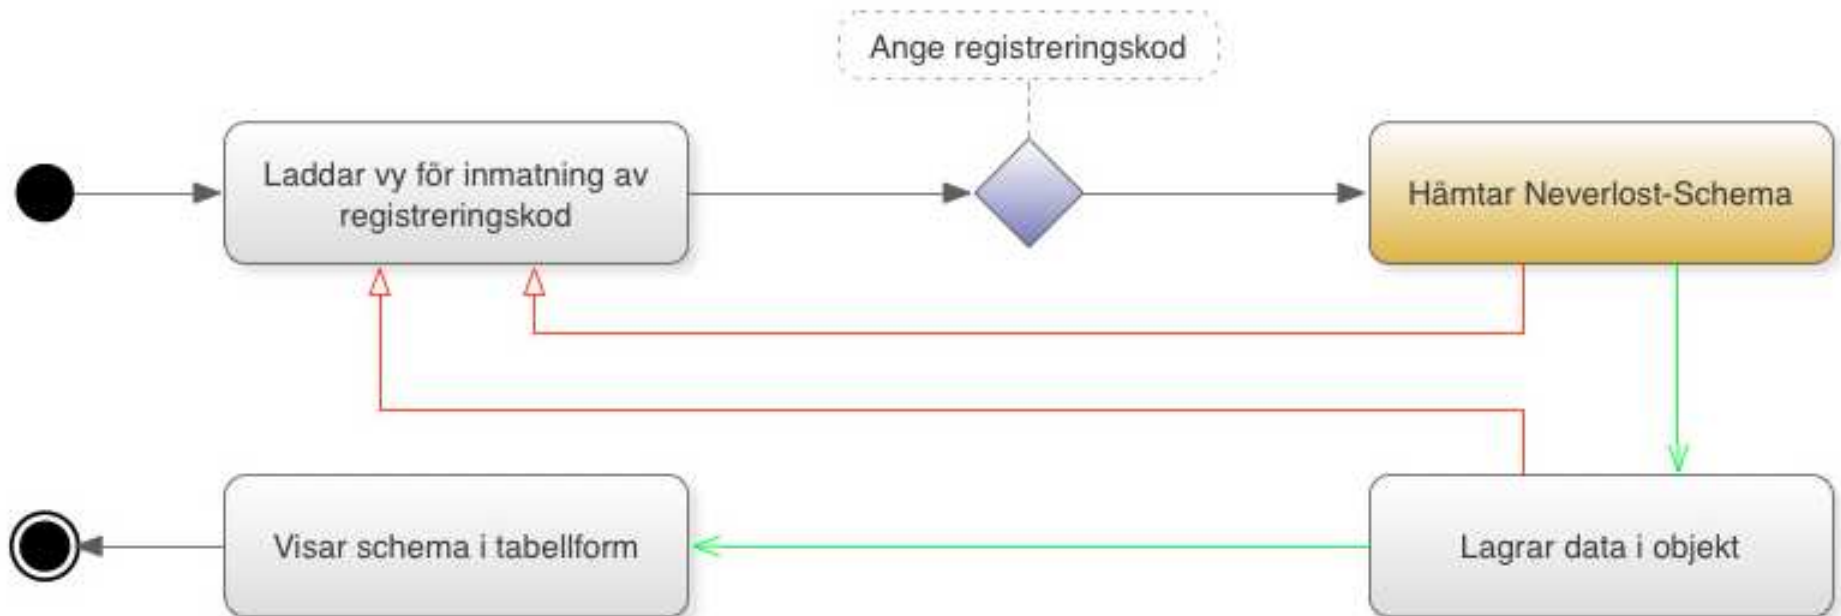 Ange registreringskod
Laddar vy för inmatning av
registreringskod
Hämtar Neverlost-Schema
Visar schema i tabellform
Lagrar data i objekt